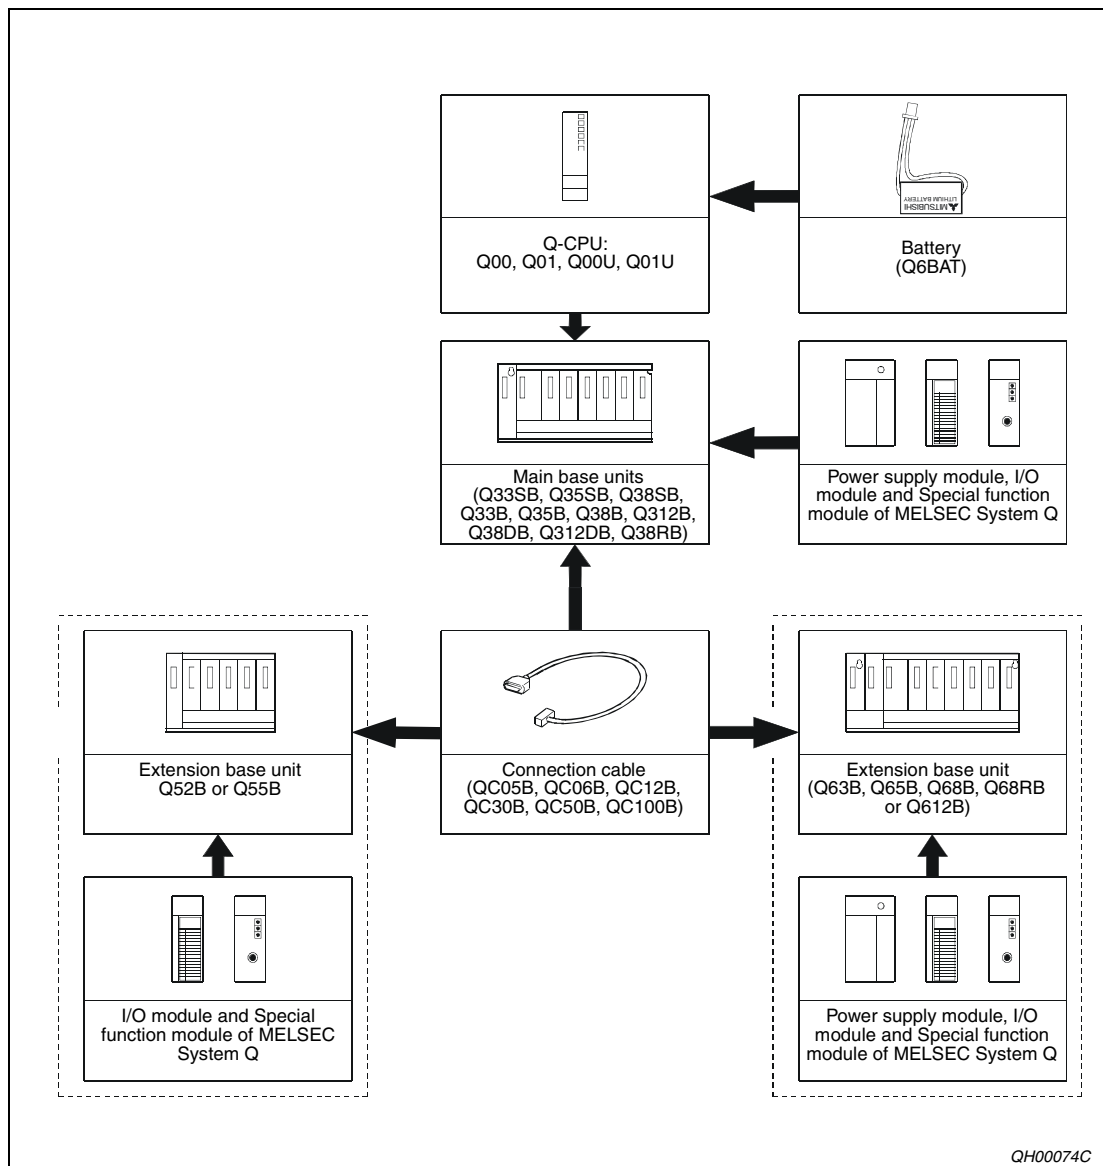 MITSUBISHI
LITHIUM BATTERY
Q-CPU:
Q00, Q01, Q00U, Q01U
Battery
(Q6BAT)
Main base units
(Q33SB, Q35SB, Q38SB,
Q33B, Q35B, Q38B, Q312B,
Q38DB, Q312DB, Q38RB)
Power supply module, I/O
module and Special function
module of MELSEC System Q
Extension base unit
Q52B or Q55B
Connection cable
(QC05B, QC06B, QC12B,
QC30B, QC50B, QC100B)
Extension base unit
(Q63B, Q65B, Q68B, Q68RB
or Q612B)
I/O module and Special
function module of MELSEC
System Q
Power supply module, I/O
module and Special function
module of MELSEC System Q
QH00074C